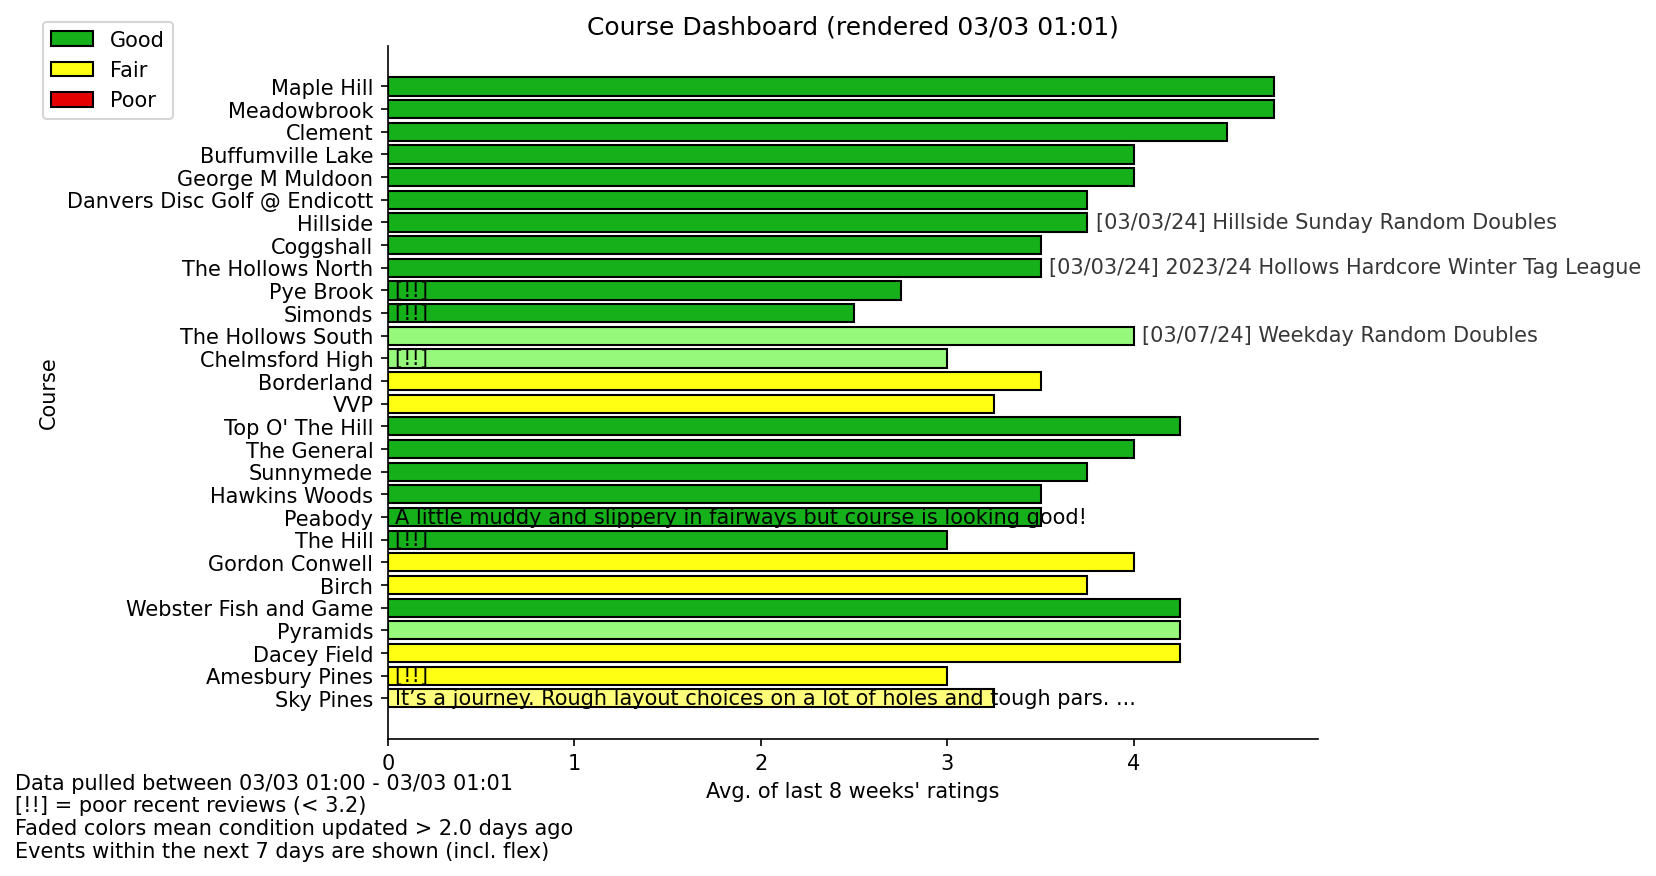 Course Dashboard (rendered 03/03 01:01)
Good
Fair
Poor
Maple Hill
Meadowbrook
Clement
Buffumville Lake
George M Muldoon
Danvers Disc Golf @ Endicott
Hillside [03/03/24] Hillside Sunday Random Doubles
Coggshall
The Hollows North [03/03/24] 2023/24 Hollows Hardcore Winter Tag League
Pye Brook [!!]
Simonds [!!]
The Hollows South [03/07/24] Weekday Random Doubles
Chelmsford High [!!]
Borderland
VVP
Top O' The Hill
The General
Sunnymede
Hawkins Woods
Peabody A little muddy and slippery in fairways but course is looking good!
The Hill [!!]
Gordon Conwell
Birch
Webster Fish and Game
Pyramids
Dacey Field
Amesbury Pines [!!]
Sky Pines It’s a journey. Rough layout choices on a lot of holes and tough pars. ...
Course
0 1 2 3 4
Avg. of last 8 weeks' ratings
Data pulled between 03/03 01:00 - 03/03 01:01
[!!] = poor recent reviews (< 3.2)
Faded colors mean condition updated > 2.0 days ago
Events within the next 7 days are shown (incl. flex)